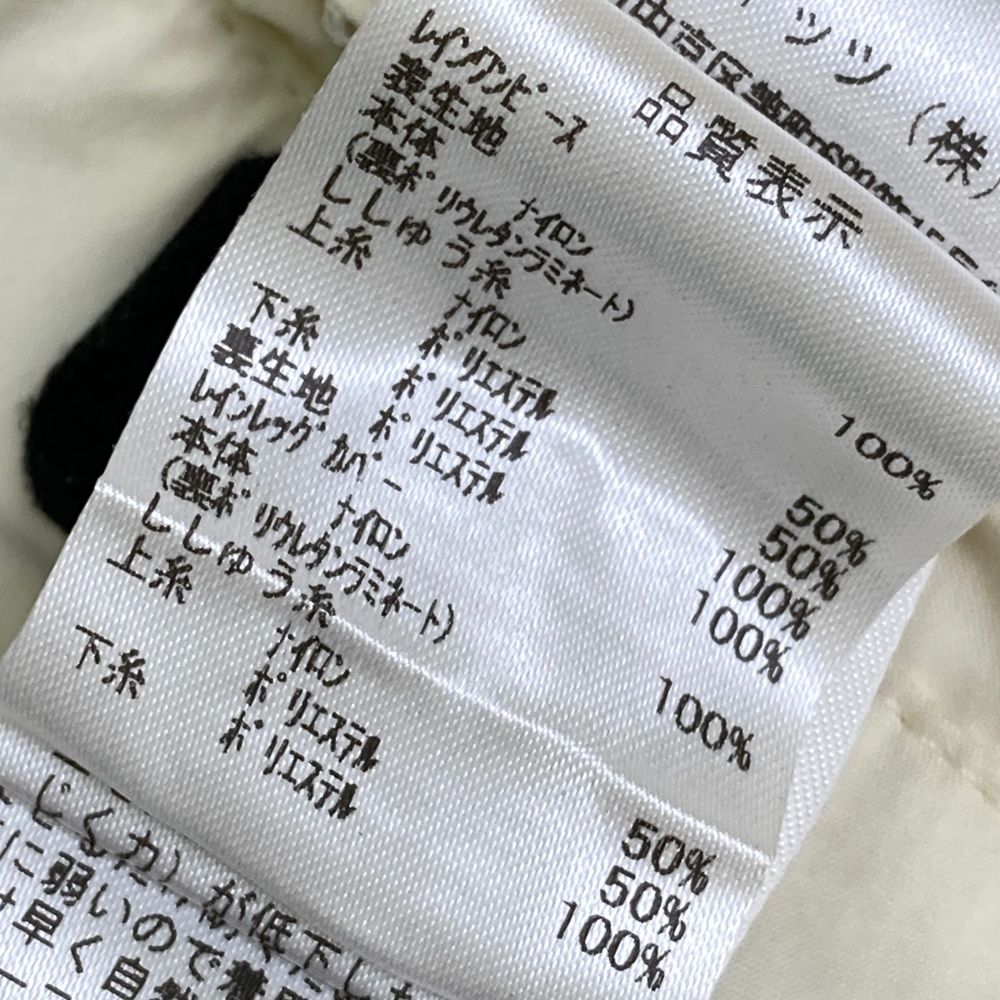 ッツ (株)
品質表示
レインワンピース
表生地
本体 ナイロン 100%
(裏ポリウレタンラミネート)
ししゅう糸
上糸 ナイロン 50%
ポリエステル 50%
下糸 ポリエステル 100%
裏生地 ポリエステル 100%
レインレッグカバー
本体 ナイロン 100%
(裏ポリウレタンラミネート)
ししゅう糸
上糸 ナイロン 50%
ポリエステル 50%
下糸 ポリエステル 100%
が低下し
に弱いので着
早く自然